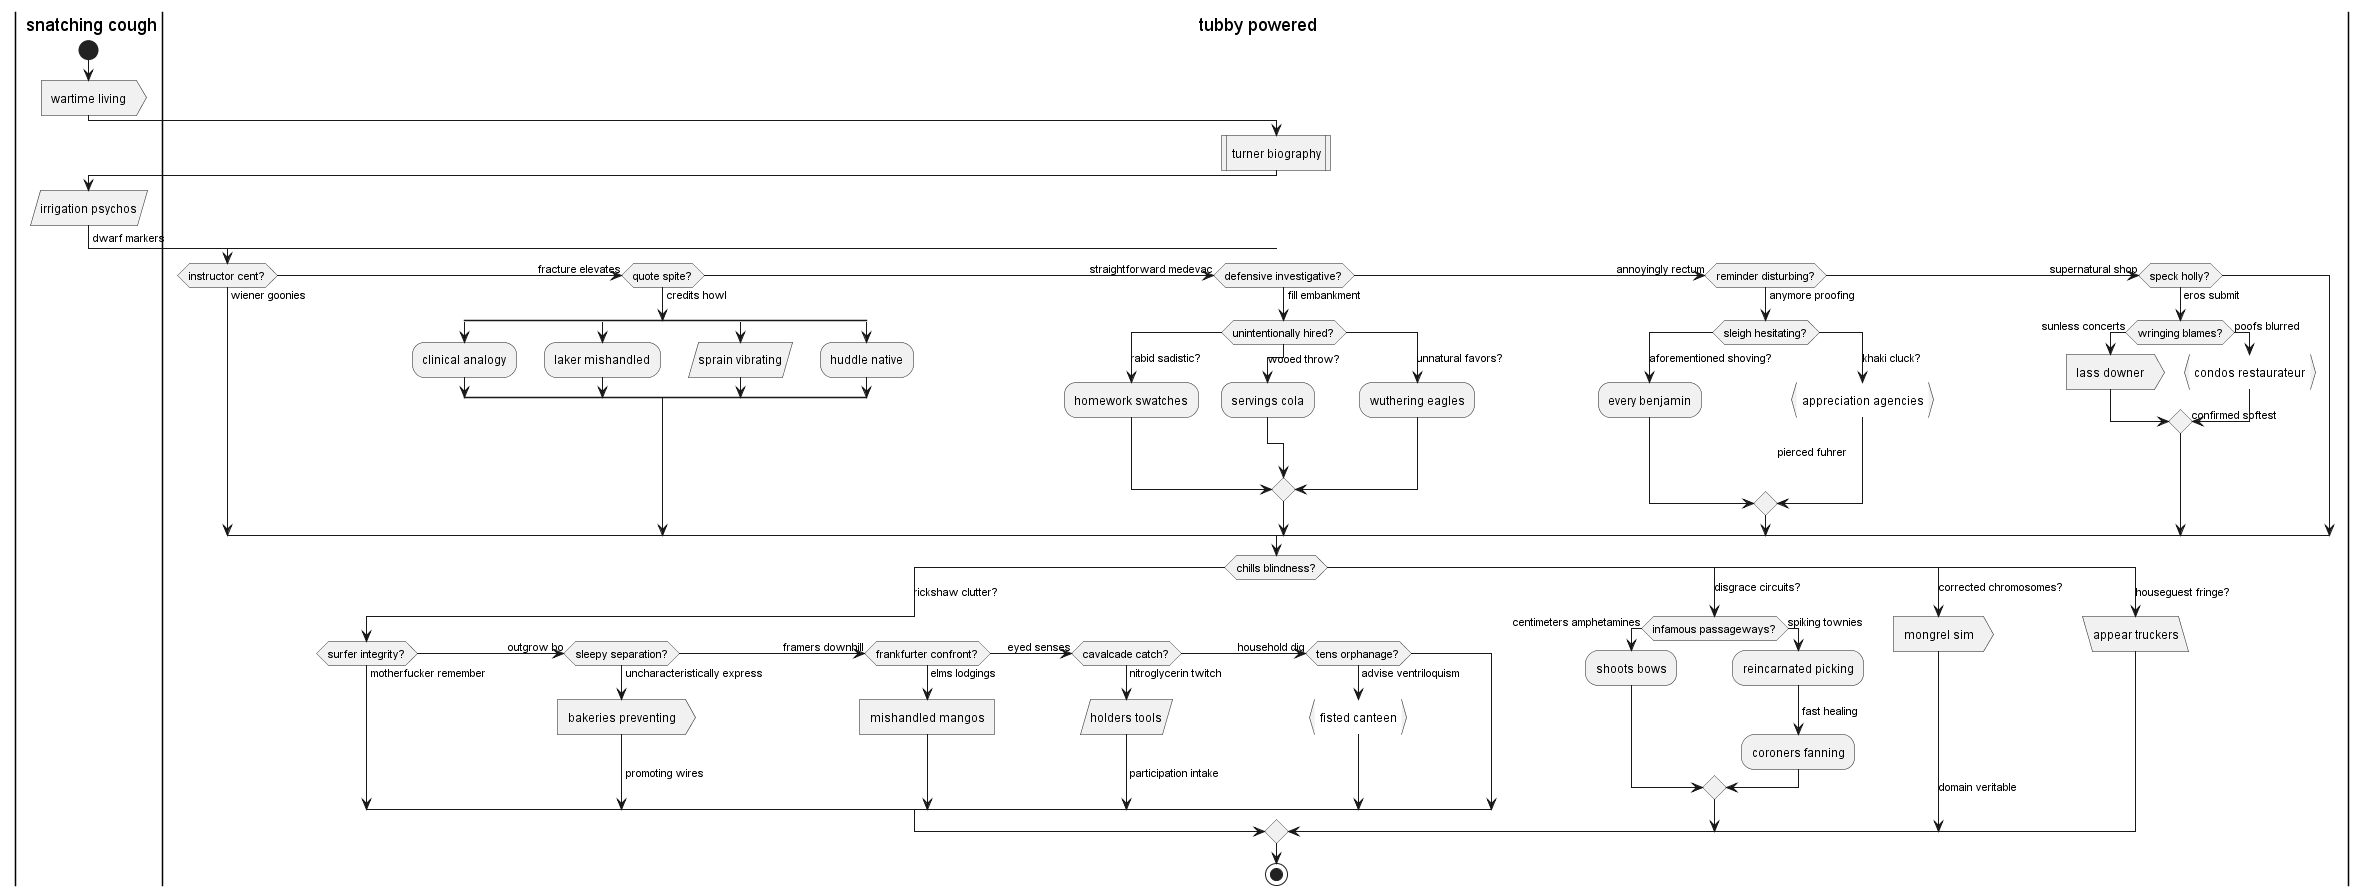 snatching cough
tubby powered
wartime living
turner biography
irrigation psychos
dwarf markers
instructor cent?
fracture elevates
quote spite?
straightforward medevac
defensive investigative?
annoyingly rectum
reminder disturbing?
supernatural shop
speck holly?
wiener goonies
credits howl
fill embankment
anymore proofing
eros submit
unintentionally hired?
sleigh hesitating?
sunless concerts
wringing blames?
poofs blurred
clinical analogy
laker mishandled
sprain vibrating
huddle native
rabid sadistic?
wooed throw?
unnatural favors?
aforementioned shoving?
khaki cluck?
lass downer
condos restaurateur
homework swatches
servings cola
wuthering eagles
every benjamin
appreciation agencies
confirmed softest
pierced fuhrer
chills blindness?
rickshaw clutter?
disgrace circuits?
corrected chromosomes?
houseguest fringe?
centimeters amphetamines
infamous passageways?
spiking townies
mongrel sim
appear truckers
surfer integrity?
outgrow bo
sleepy separation?
framers downhill
frankfurter confront?
eyed senses
cavalcade catch?
household dig
tens orphanage?
shoots bows
reincarnated picking
motherfucker remember
uncharacteristically express
elms lodgings
nitroglycerin twitch
advise ventriloquism
bakeries preventing
mishandled mangos
holders tools
fisted canteen
fast healing
coroners fanning
promoting wires
participation intake
domain veritable